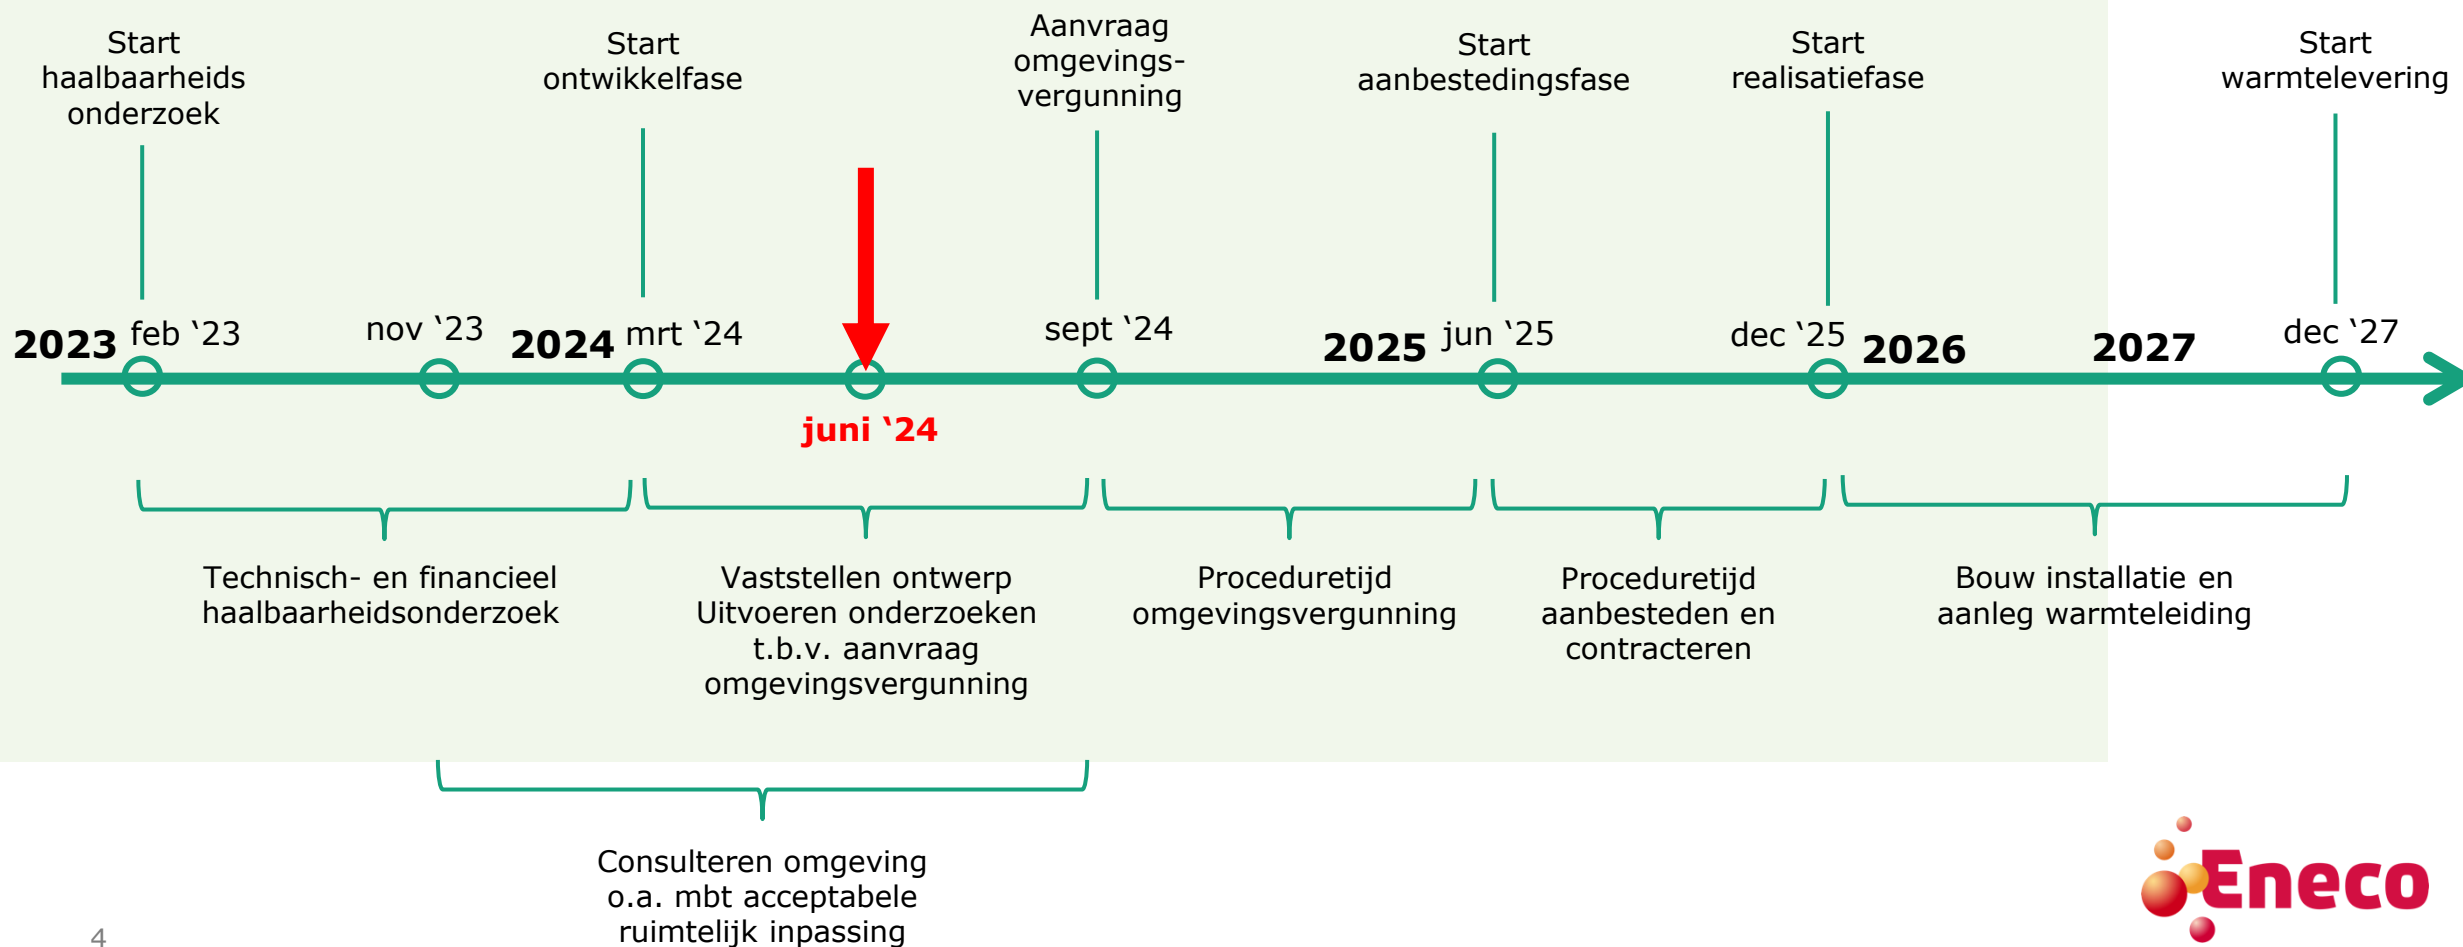 Start
haalbaarheids
onderzoek
Start
ontwikkelfase
Aanvraag
omgevings-
vergunning
Start
aanbestedingsfase
Start
realisatiefase
Start
warmtelevering
2023
feb ‘23
nov ‘23
2024
mrt ‘24
sept ‘24
2025
jun ‘25
dec ‘25
2026
2027
dec ‘27
juni ‘24
Technisch- en financieel
haalbaarheidsonderzoek
Vaststellen ontwerp
Uitvoeren onderzoeken
t.b.v. aanvraag
omgevingsvergunning
Proceduretijd
omgevingsvergunning
Proceduretijd
aanbesteden en
contracteren
Bouw installatie en
aanleg warmteleiding
Consulteren omgeving
o.a. mbt acceptabele
ruimtelijk inpassing
Eneco
4